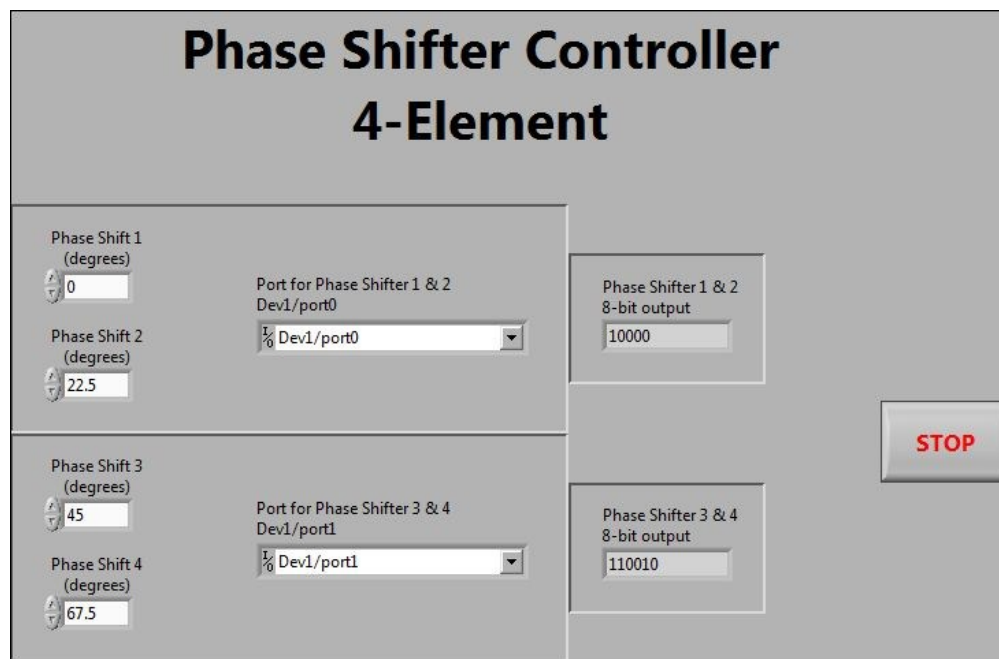 Phase Shifter Controller
4-Element
Phase Shift 1
(degrees)
0
Port for Phase Shifter 1 & 2
Dev1/port0
Dev1/port0
Phase Shift 2
(degrees)
22.5
Phase Shifter 1 & 2
8-bit output
10000
STOP
Phase Shift 3
(degrees)
45
Port for Phase Shifter 3 & 4
Dev1/port1
Dev1/port1
Phase Shift 4
(degrees)
67.5
Phase Shifter 3 & 4
8-bit output
110010